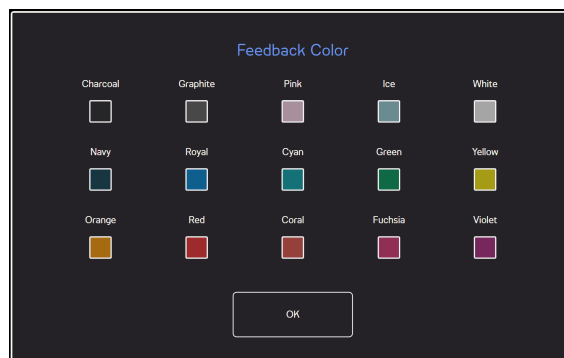 Feedback Color
Charcoal Graphite Pink Ice White
Navy Royal Cyan Green Yellow
Orange Red Coral Fuchsia Violet
OK